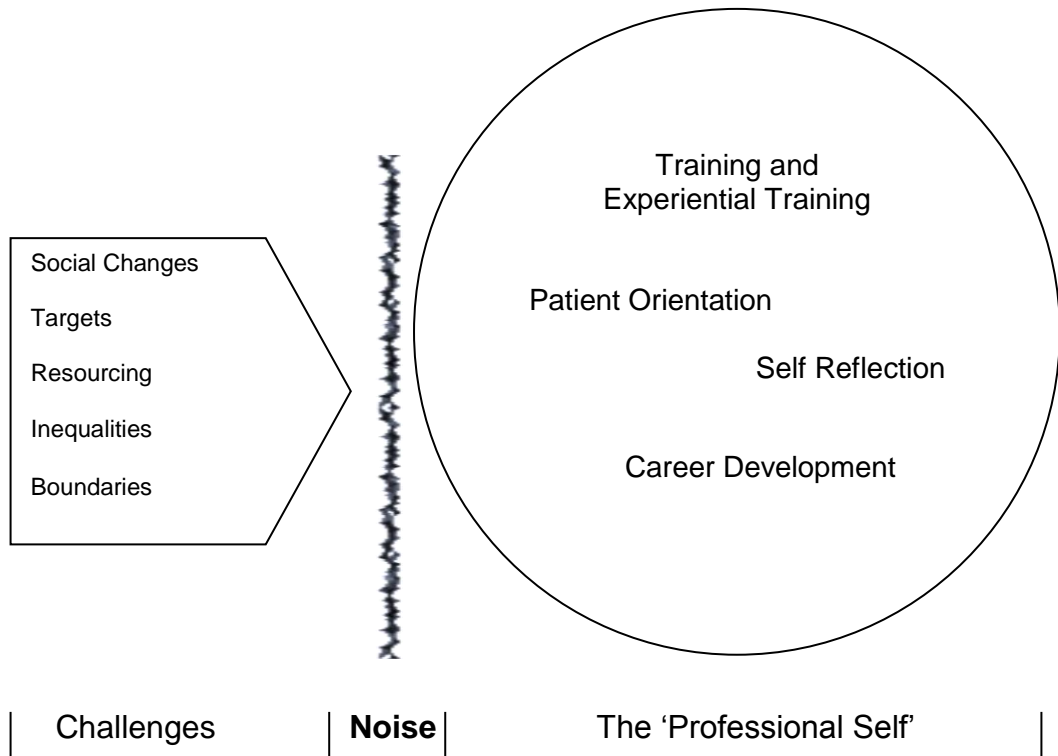 Training and
Experiential Training
Social Changes
Patient Orientation
Targets
Self Reflection
Resourcing
Inequalities
Career Development
Boundaries
Challenges
Noise
The ‘Professional Self’